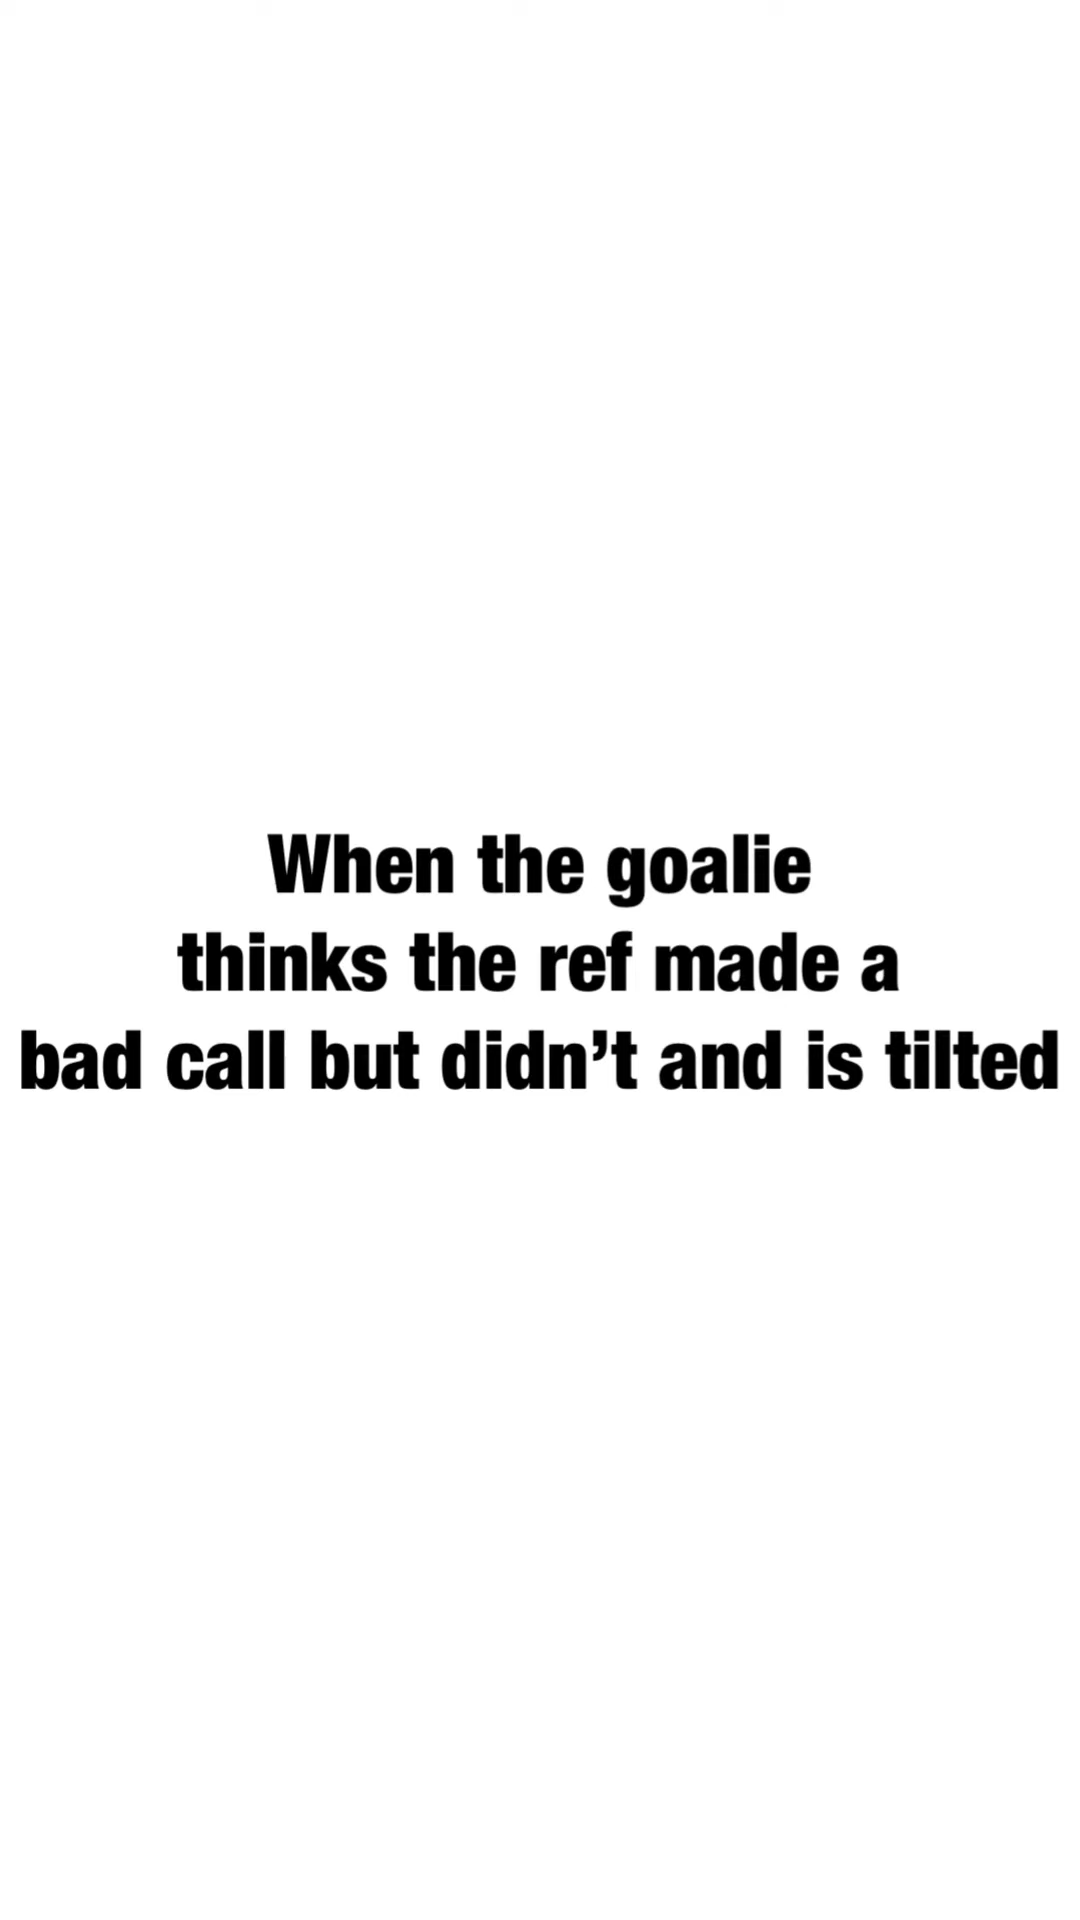 When the goalie
thinks the ref made a
bad call but didn’t and is tilted